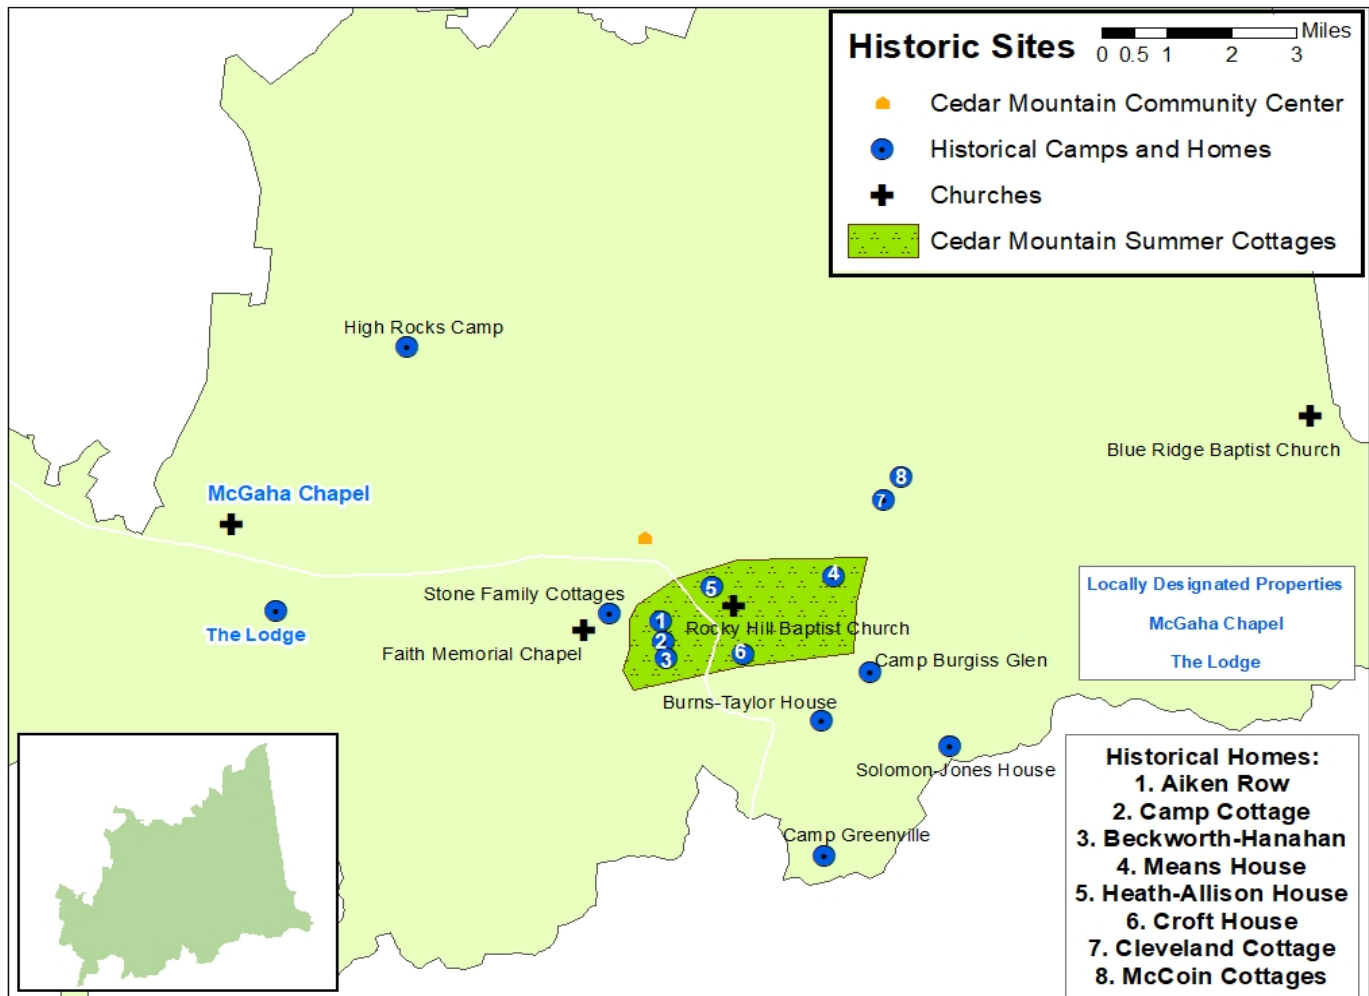 Historic Sites
Miles
0 0.5 1 2 3
Cedar Mountain Community Center
Historical Camps and Homes
Churches
Cedar Mountain Summer Cottages
High Rocks Camp
Blue Ridge Baptist Church
McGaha Chapel
8
7
Stone Family Cottages
The Lodge
Faith Memorial Chapel
5
4
1
2
3
Rocky Hill Baptist Church
6
Camp Burgiss Glen
Burns-Taylor House
Solomon-Jones House
Camp Greenville
Locally Designated Properties
McGaha Chapel
The Lodge
Historical Homes:
1. Aiken Row
2. Camp Cottage
3. Beckworth-Hanahan
4. Means House
5. Heath-Allison House
6. Croft House
7. Cleveland Cottage
8. McCoin Cottages